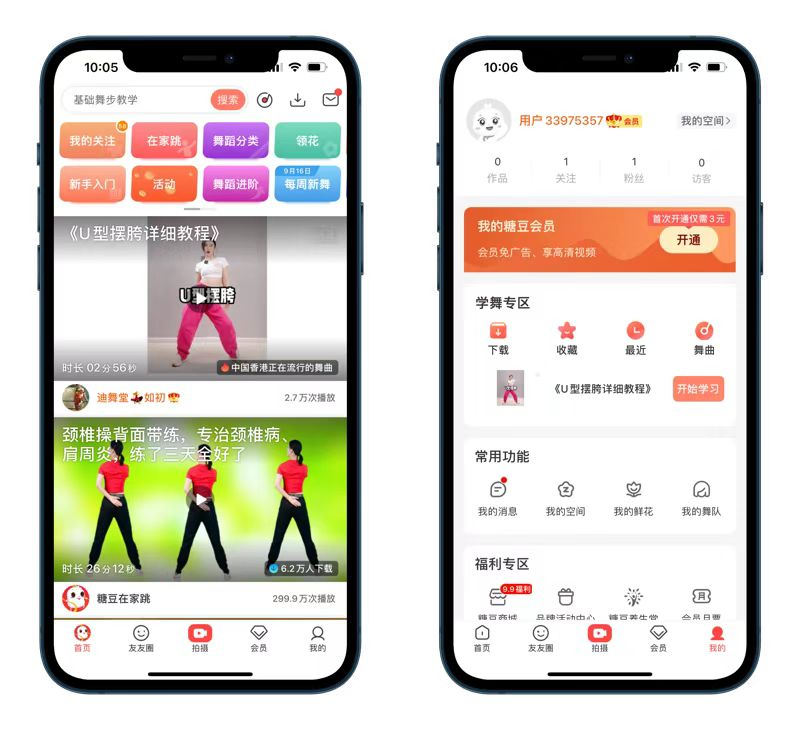 10:05
基础舞步教学
搜索
我的关注
58
在家跳
舞蹈分类
领花
新手入门
活动
舞蹈进阶
9月16日
每周新舞
《U型摆胯详细教程》
U型摆胯
时长 02分56秒
中国香港正在流行的舞曲
迪舞堂💃如初
2.7万次播放
颈椎操背面带练，专治颈椎病、
肩周炎，练了三天全好了
时长 26分12秒
6.2万人下载
糖豆在家跳
299.9万次播放
首页
友友圈
拍摄
会员
我的
10:06
用户33975357
会员
我的空间>
0
1
1
0
作品
关注
粉丝
访客
我的糖豆会员
首次开通仅需3元
开通
会员免广告、享高清视频
学舞专区
下载
收藏
最近
舞曲
《U型摆胯详细教程》
开始学习
常用功能
我的消息
我的空间
我的鲜花
我的舞队
福利专区
9.9福利
月
糖豆商城
品牌活动中心
糖豆养生堂
会员月票
首页
友友圈
拍摄
会员
我的